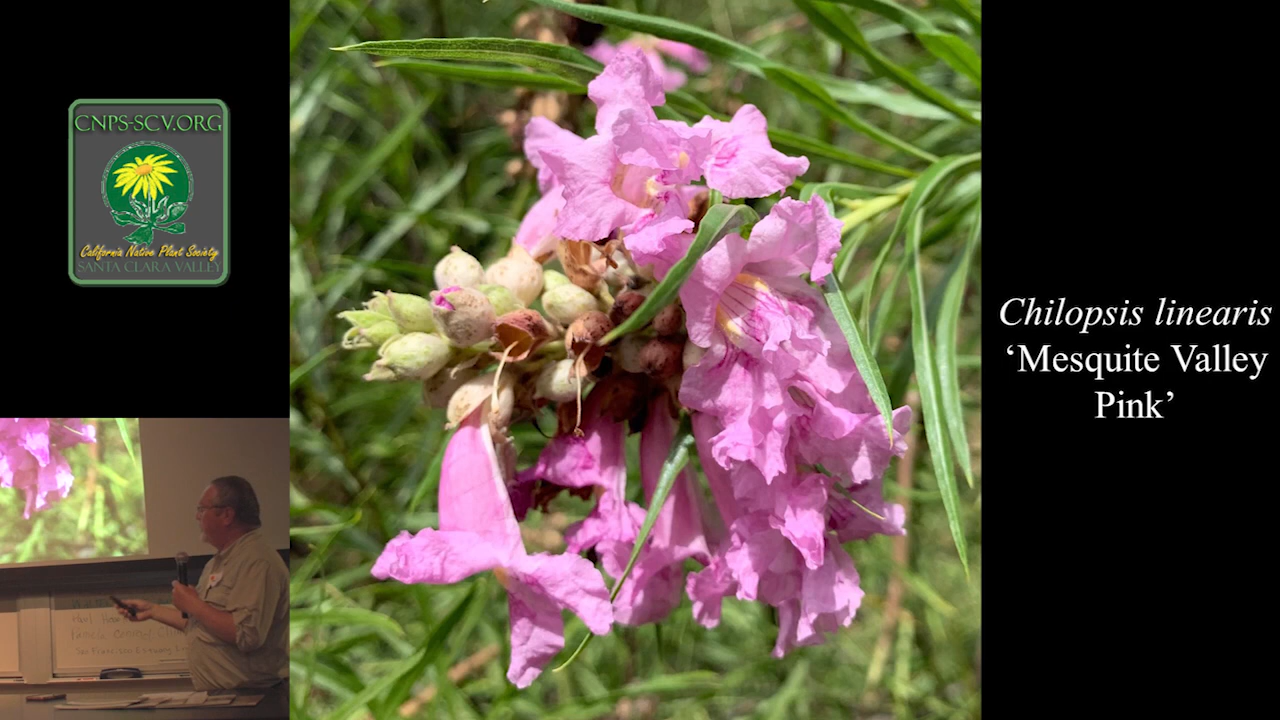 CNPS-SCV.ORG
California Native Plant Society
SANTA CLARA VALLEY
Chilopsis linearis
‘Mesquite Valley
Pink’